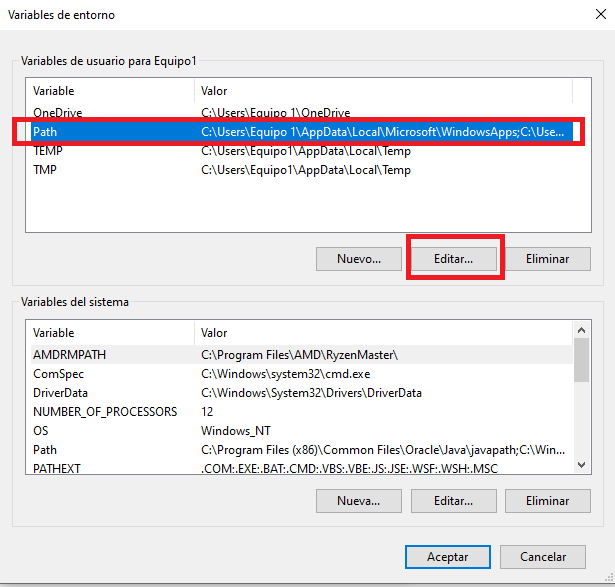 Variables de entorno
Variables de usuario para Equipo1
Variable Valor
OneDrive C:\Users\Equipo 1\OneDrive
Path C:\Users\Equipo 1\AppData\Local\Microsoft\WindowsApps;C:\Use...
TEMP C:\Users\Equipo1\AppData\Local\Temp
TMP C:\Users\Equipo1\AppData\Local\Temp
Nuevo... Editar... Eliminar
Variables del sistema
Variable Valor
AMDRMPATH C:\Program Files\AMD\RyzenMaster\
ComSpec C:\Windows\system32\cmd.exe
DriverData C:\Windows\System32\Drivers\DriverData
NUMBER_OF_PROCESSORS 12
OS Windows_NT
Path C:\Program Files (x86)\Common Files\Oracle\Java\javapath;C:\Win...
PATHEXT .COM;.EXE;.BAT;.CMD;.VBS;.VBE;.JS;.JSE;.WSF;.WSH;.MSC
Nueva... Editar... Eliminar
Aceptar Cancelar